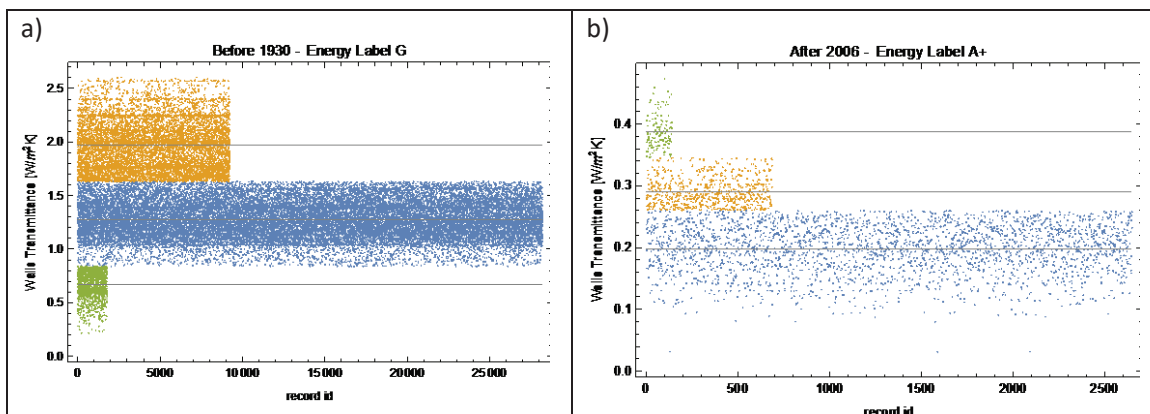 a)
Before 1930 - Energy Label G
Walls Transmittance [W/m²K]
2.5
2.0
1.5
1.0
0.5
0.0
0
5000
10000
15000
20000
25000
record id
b)
After 2006 - Energy Label A+
Walls Transmittance [W/m²K]
0.4
0.3
0.2
0.1
0.0
0
500
1000
1500
2000
2500
record id